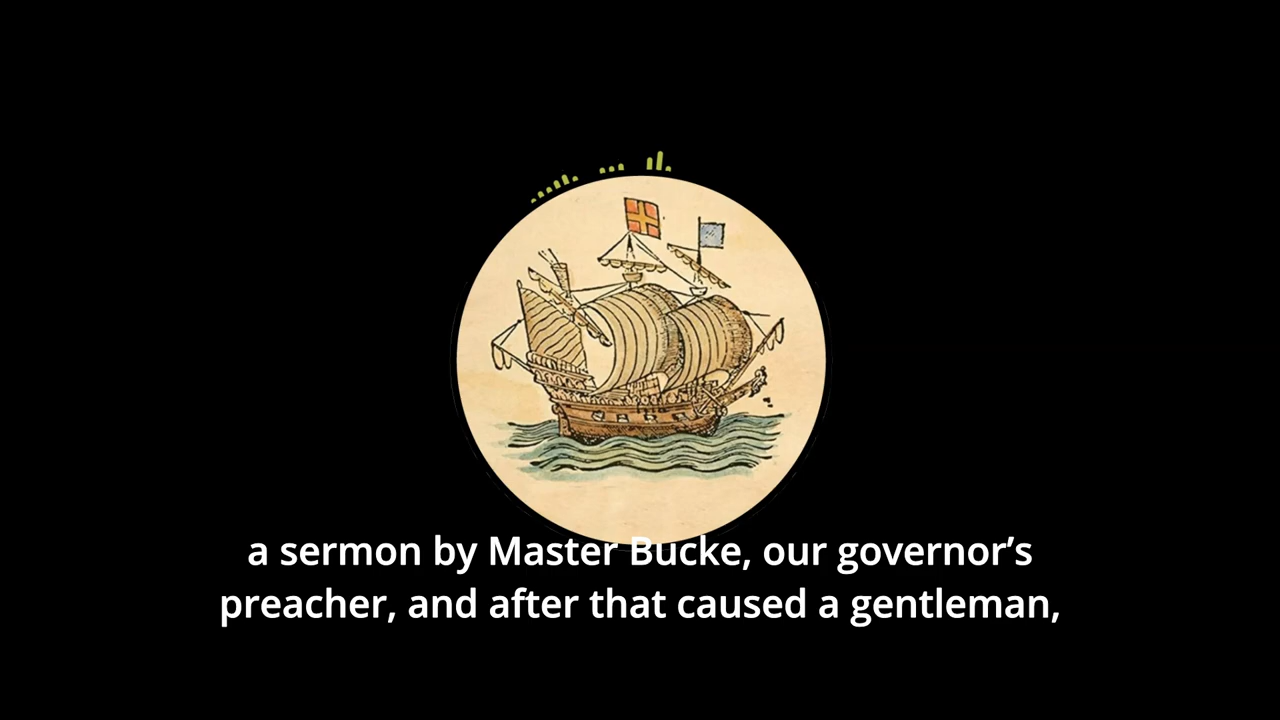 a sermon by Master Bucke, our governor’s
preacher, and after that caused a gentleman,